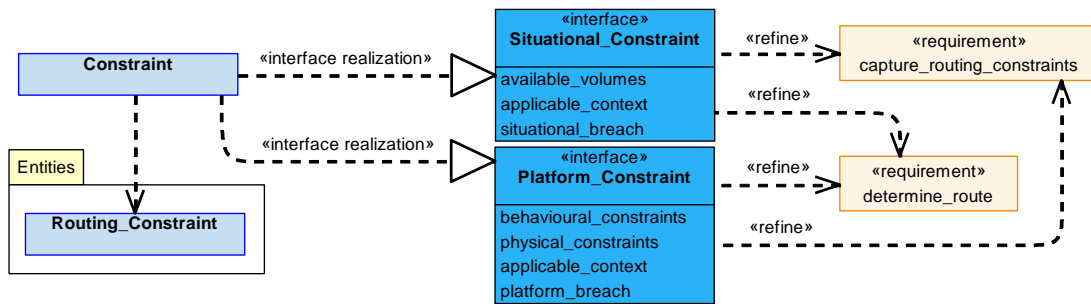 Constraint
«interface realization»
«interface realization»
Entities
Routing_Constraint
«interface»
Situational_Constraint
available_volumes
applicable_context
situational_breach
«interface»
Platform_Constraint
behavioural_constraints
physical_constraints
applicable_context
platform_breach
«refine»
«refine»
«refine»
«refine»
«requirement»
capture_routing_constraints
«requirement»
determine_route